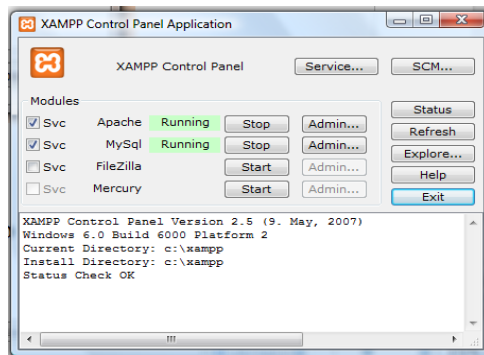 XAMPP Control Panel Application
XAMPP Control Panel
Service...
SCM...
Modules
Svc Apache Running Stop Admin...
Svc MySql Running Stop Admin...
Svc FileZilla Start Admin...
Svc Mercury Start Admin...
Status
Refresh
Explore...
Help
Exit
XAMPP Control Panel Version 2.5 (9. May, 2007)
Windows 6.0 Build 6000 Platform 2
Current Directory: c:\xampp
Install Directory: c:\xampp
Status Check OK